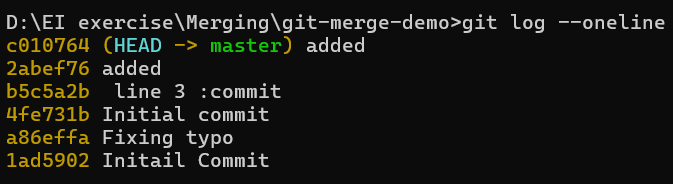 D:\EI exercise\Merging\git-merge-demo>git log --oneline
c010764 (HEAD -> master) added
2abef76 added
b5c5a2b  line 3 :commit
4fe731b Initial commit
a86effa Fixing typo
1ad5902 Initail Commit